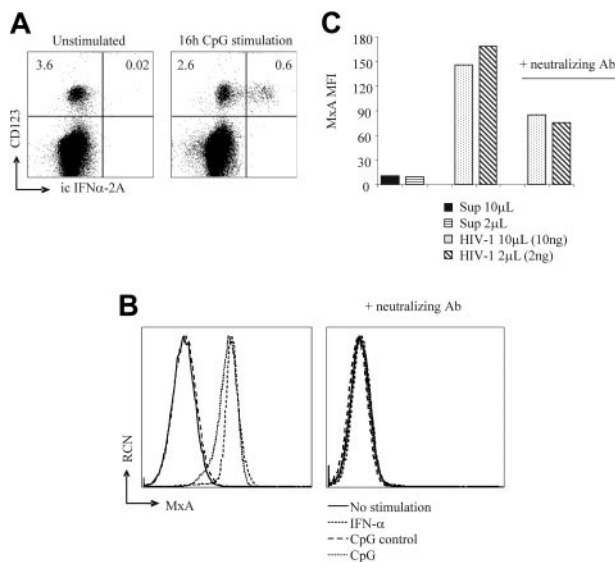 A
Unstimulated
16h CpG stimulation
3.6
0.02
2.6
0.6
CD123
ic IFNα-2A
C
180
150
120
90
60
30
0
MxA MFI
+ neutralizing Ab
Sup 10μL
Sup 2μL
HIV-1 10μL (10ng)
HIV-1 2μL (2ng)
B
+ neutralizing Ab
RCN
MxA
No stimulation
IFN-α
CpG control
CpG